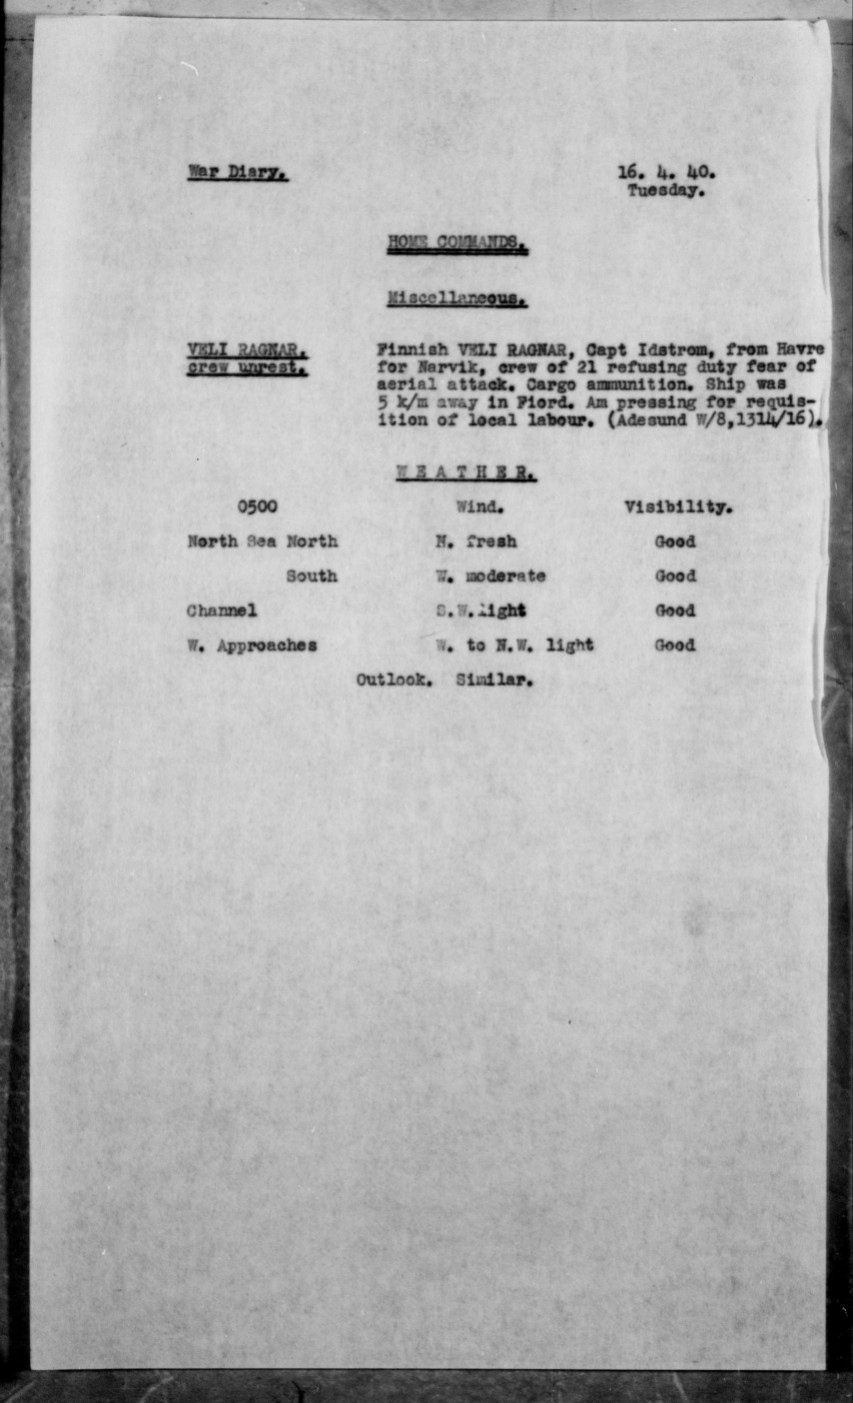 War Diary. 16. 4. 40.
Tuesday.
HOME COMMANDS.
Miscellaneous.
VELI RAGNAR. Finnish VELI RAGNAR, Capt Idstrom, from Havre
crew unrest. for Narvik, crew of 21 refusing duty fear of
aerial attack. Cargo ammunition. Ship was
5 k/m away in Fiord. Am pressing for requis-
ition of local labour. (Adesund W/8,1314/16).
W E A T H E R.
0500 Wind. Visibility.
North Sea North N. fresh Good
South W. moderate Good
Channel S.W.light Good
W. Approaches W. to N.W. light Good
Outlook. Similar.